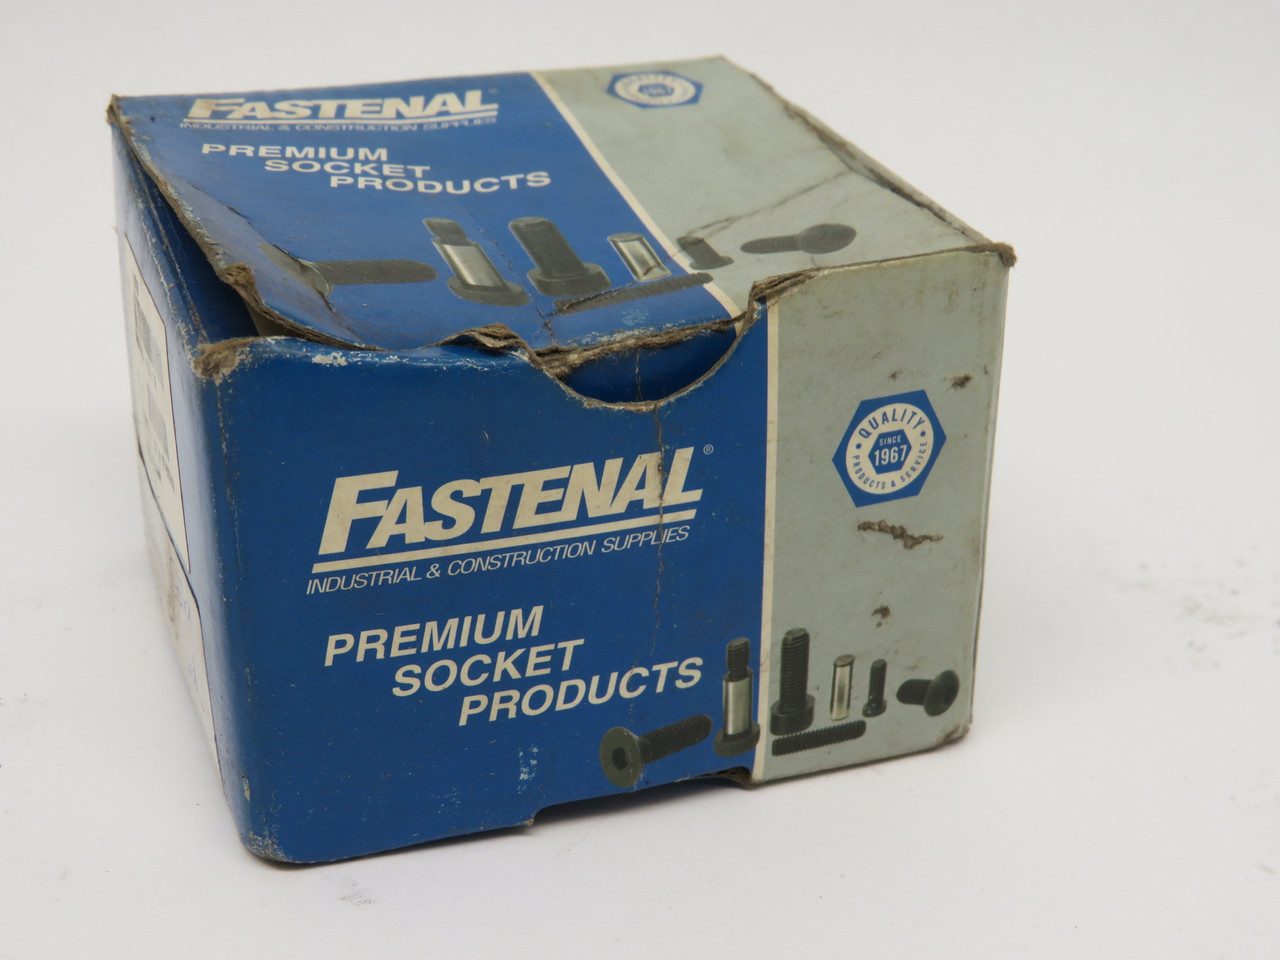 FASTENAL
INDUSTRIAL & CONSTRUCTION SUPPLIES
PREMIUM
SOCKET
PRODUCTS
1967
FASTENAL®
INDUSTRIAL & CONSTRUCTION SUPPLIES
PREMIUM
SOCKET
PRODUCTS
QUALITY
SINCE
1967
PRODUCTS & SERVICE